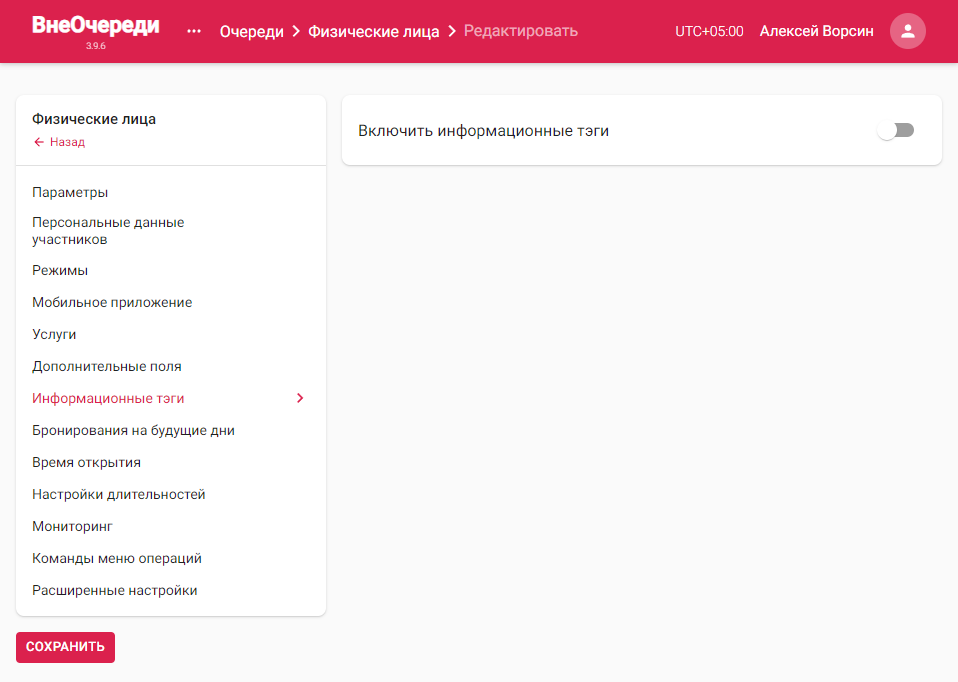 ВнеОчереди
3.9.6
... Очереди > Физические лица > Редактировать
UTC+05:00 Алексей Ворсин
Физические лица
← Назад
Параметры
Персональные данные
участников
Режимы
Мобильное приложение
Услуги
Дополнительные поля
Информационные тэги >
Бронирования на будущие дни
Время открытия
Настройки длительностей
Мониторинг
Команды меню операций
Расширенные настройки
СОХРАНИТЬ
Включить информационные тэги